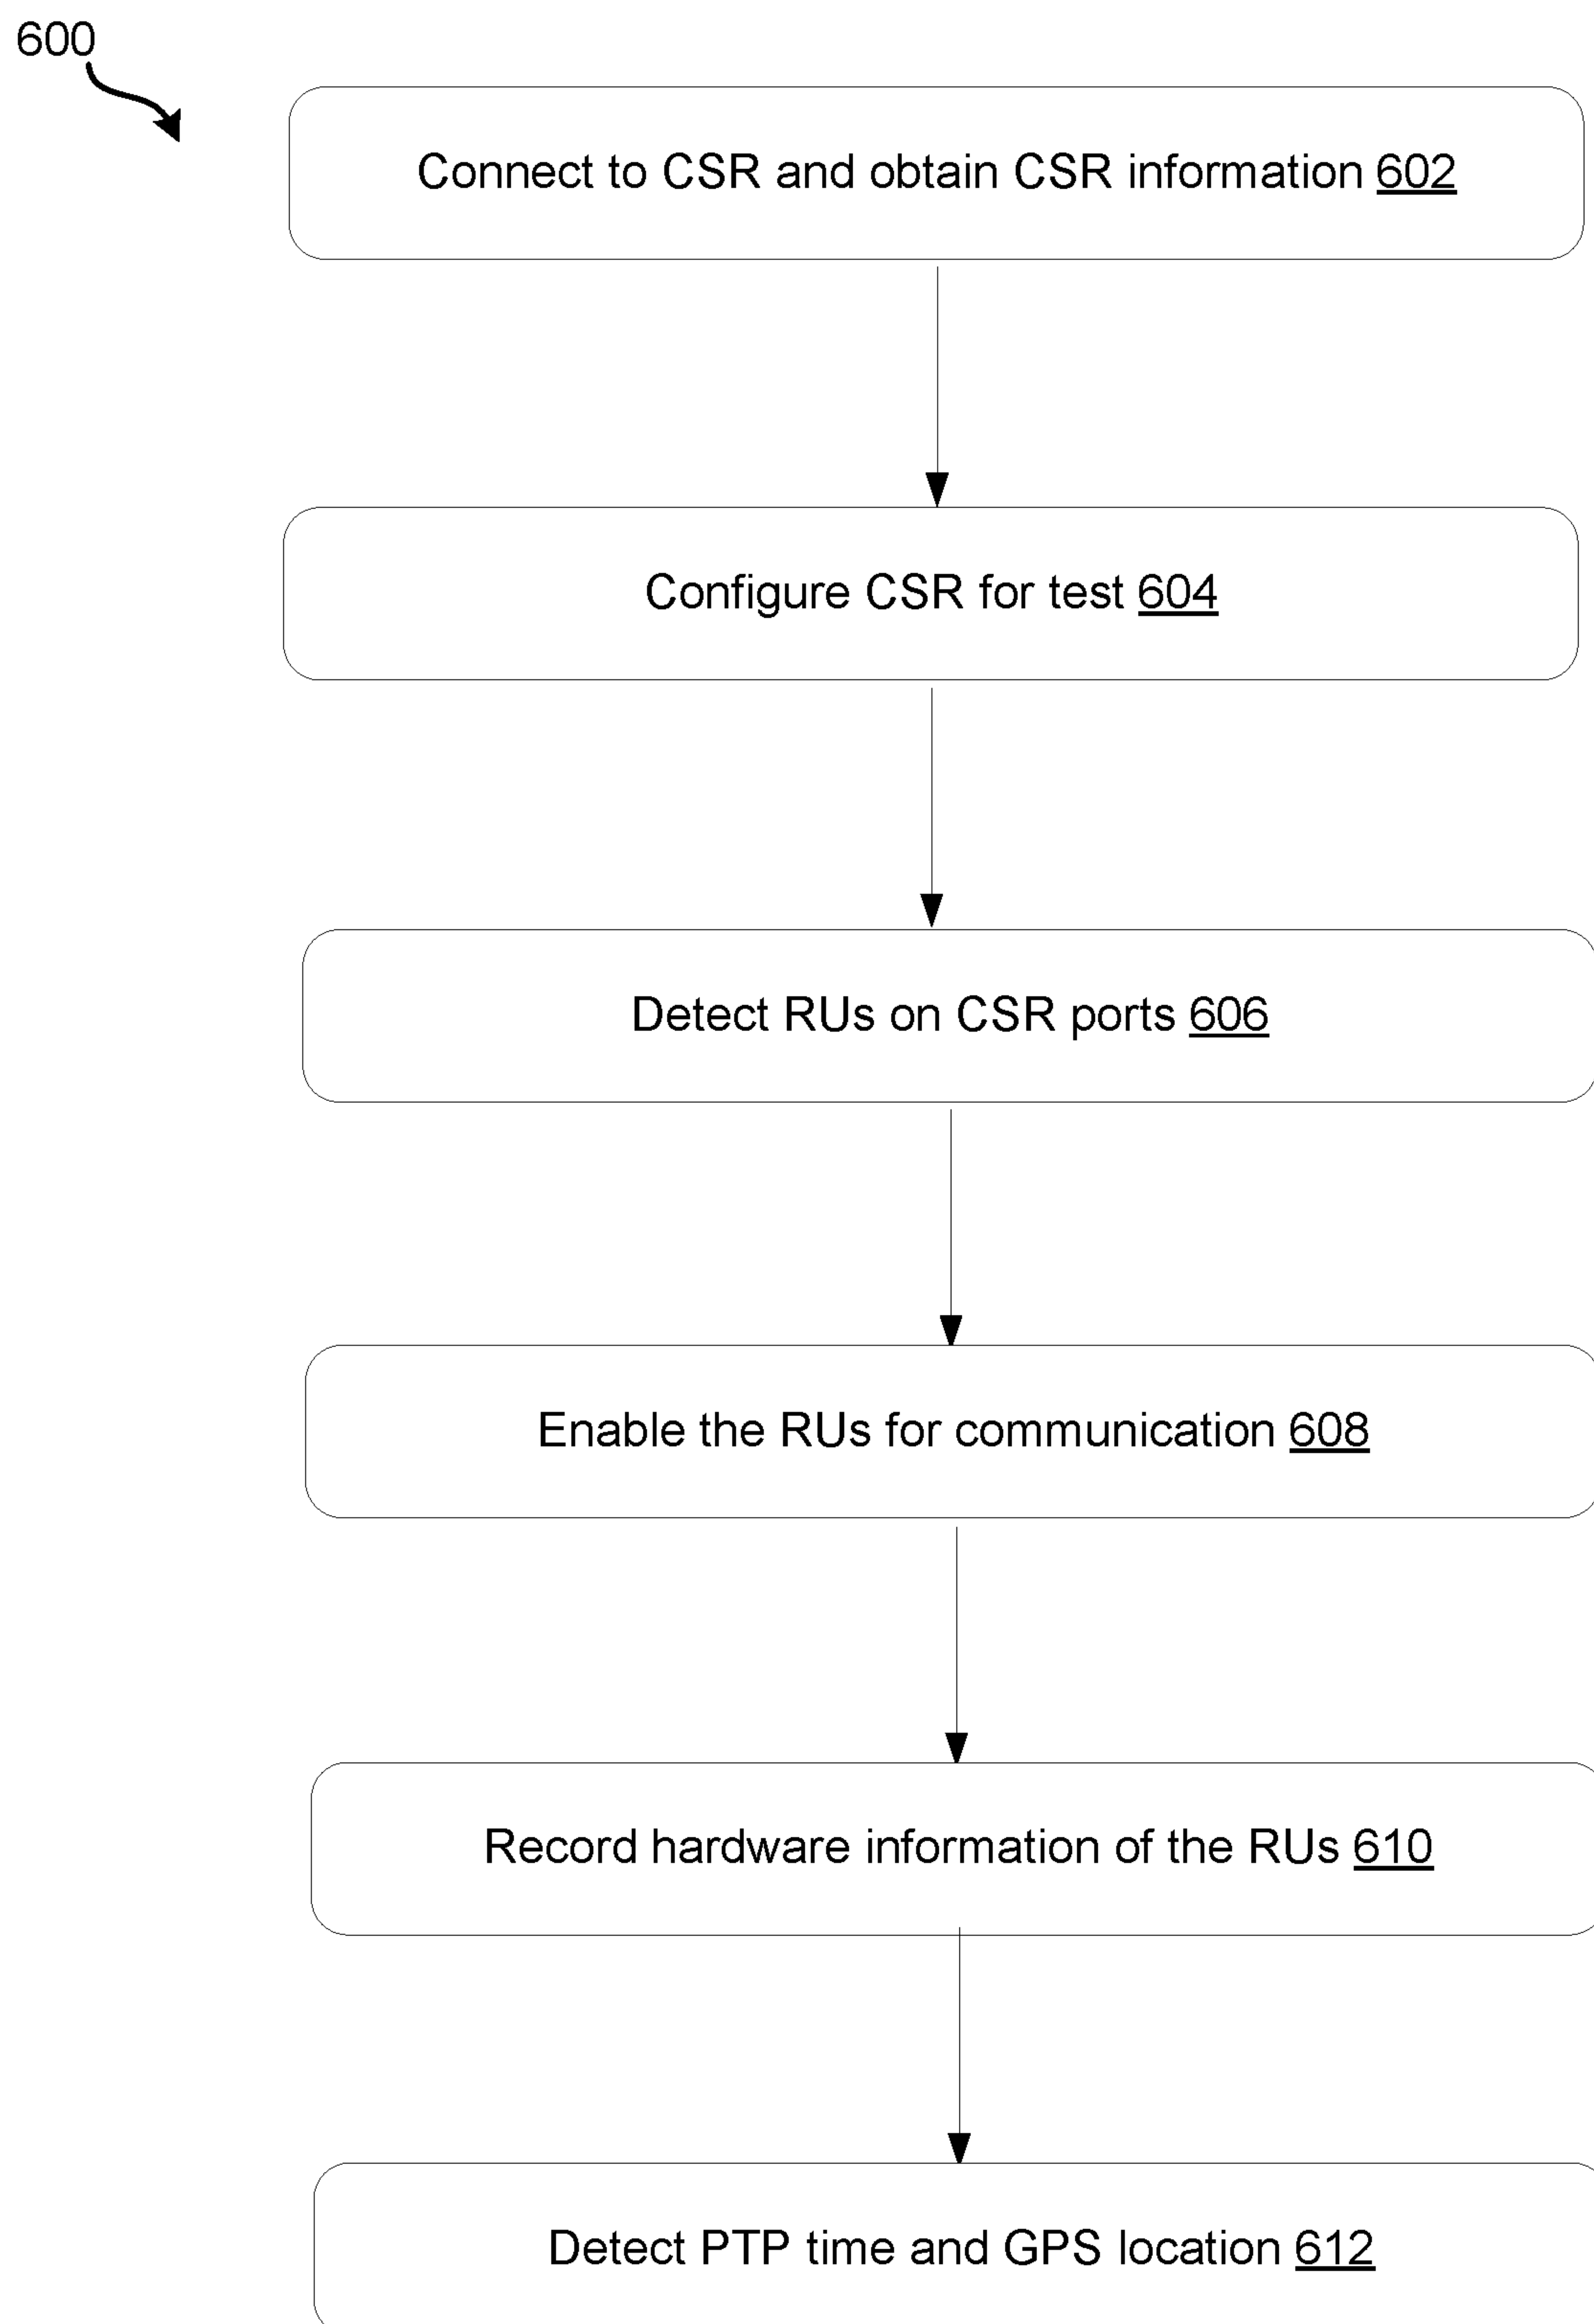 600
Connect to CSR and obtain CSR information 602
Configure CSR for test 604
Detect RUs on CSR ports 606
Enable the RUs for communication 608
Record hardware information of the RUs 610
Detect PTP time and GPS location 612